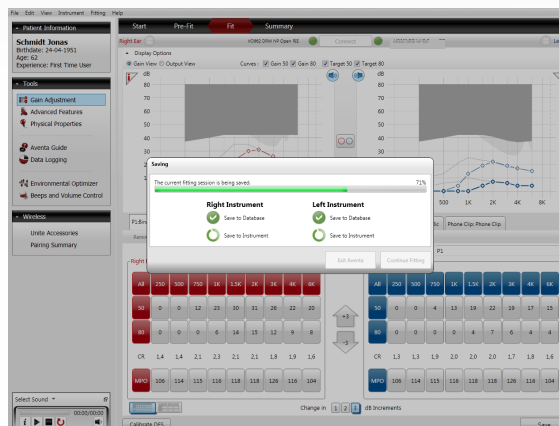 File Edit View Instrument Fitting Help
Patient Information
Schmidt Jonas
Birthdate: 24-04-1951
Age: 62
Experience: First Time User
Tools
Gain Adjustment
Advanced Features
Physical Properties
Aventa Guide
Data Logging
Environmental Optimizer
Beeps and Volume Control
Wireless
Unite Accessories
Pairing Summary
Select Sound
00:00/00:00
Start Pre-Fit Fit Summary
Right Ear
Connect
Display Options
Gain View Output View Curves: Gain 50 Gain 80 Target 50 Target 80
dB
80
70
60
50
40
30
dB
80
70
60
50
40
30
500 1K 2K 4K 8K
Saving
The current fitting session is being saved. 71%
Right Instrument Left Instrument
Save to Database Save to Database
Save to Instrument Save to Instrument
Exit Aventa Continue Fitting
Phone Clip: Phone Clip
P1
All 250 500 750 1K 1.5K 2K 3K 4K 6K
50 0 0 12 23 30 31 26 22 20
80 0 0 0 6 14 15 12 9 8
CR 1,4 1,4 2,1 2,3 2,1 2,1 1,8 1,9 1,6
MPO 106 114 115 116 118 118 126 116 104
+3
-3
All 250 500 750 1K 1.5K 2K 3K 4K 6K
50 0 0 4 13 19 22 19 17 15
80 0 0 0 0 4 7 6 4 4
CR 1,3 1,3 1,9 2,0 2,0 2,0 1,7 1,8 1,6
MPO 106 114 115 116 118 128 126 116 104
Change in 1 2 3 dB Increments
Calibrate DFS
Save